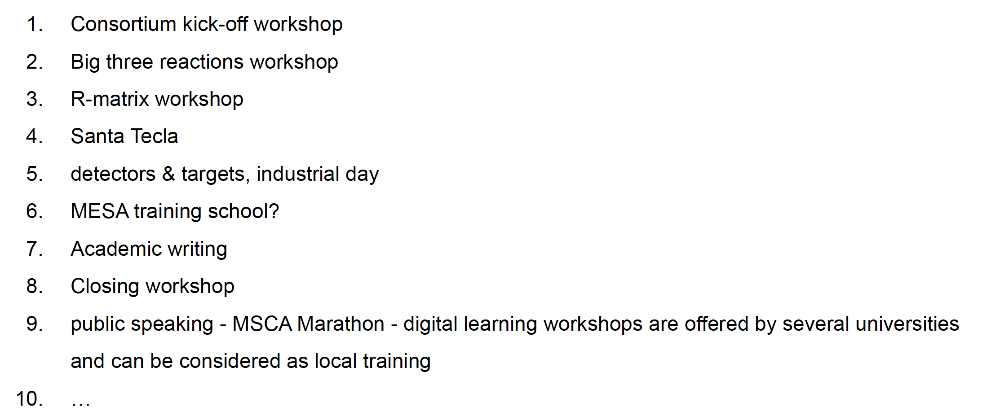 1. Consortium kick-off workshop
2. Big three reactions workshop
3. R-matrix workshop
4. Santa Tecla
5. detectors & targets, industrial day
6. MESA training school?
7. Academic writing
8. Closing workshop
9. public speaking - MSCA Marathon - digital learning workshops are offered by several universities
and can be considered as local training
10. …